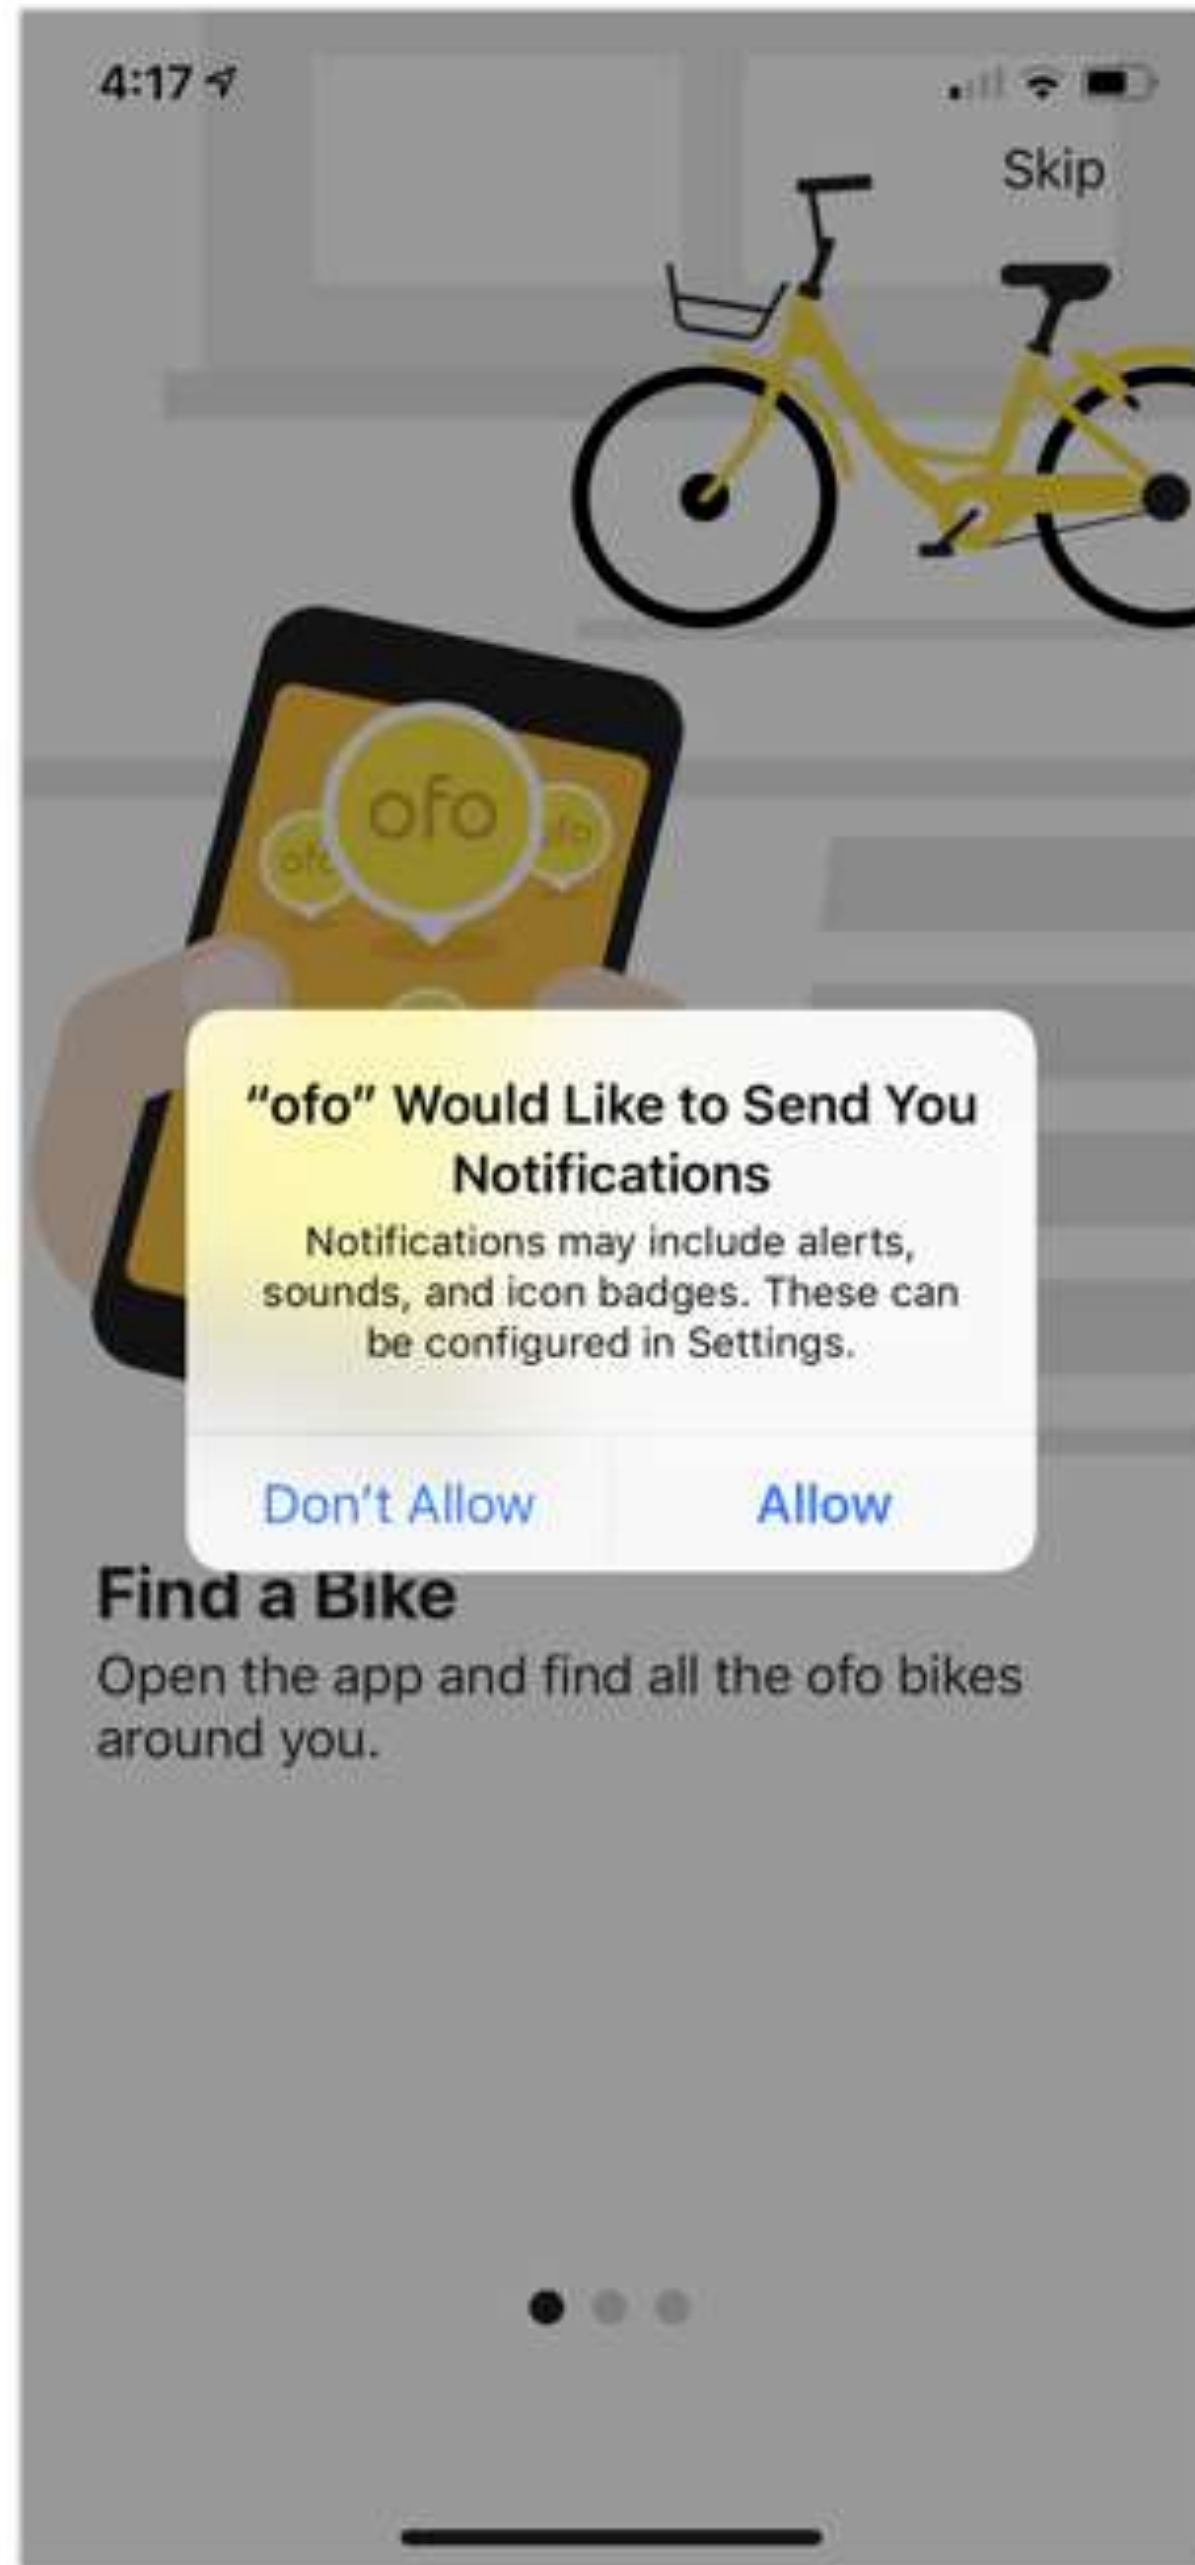 4:17
Skip
ofo
ofo
ofo
“ofo” Would Like to Send You
Notifications
Notifications may include alerts,
sounds, and icon badges. These can
be configured in Settings.
Don’t Allow
Allow
Find a Bike
Open the app and find all the ofo bikes
around you.